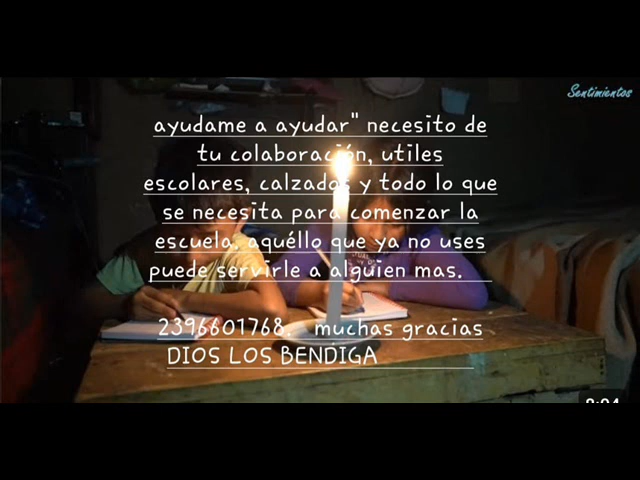 Sentimientos
ayudame a ayudar" necesito de
tu colaboración, utiles
escolares, calzados y todo lo que
se necesita para comenzar la
escuela. aquéllo que ya no uses
puede servirle a alguien mas.
2396601768. muchas gracias
DIOS LOS BENDIGA